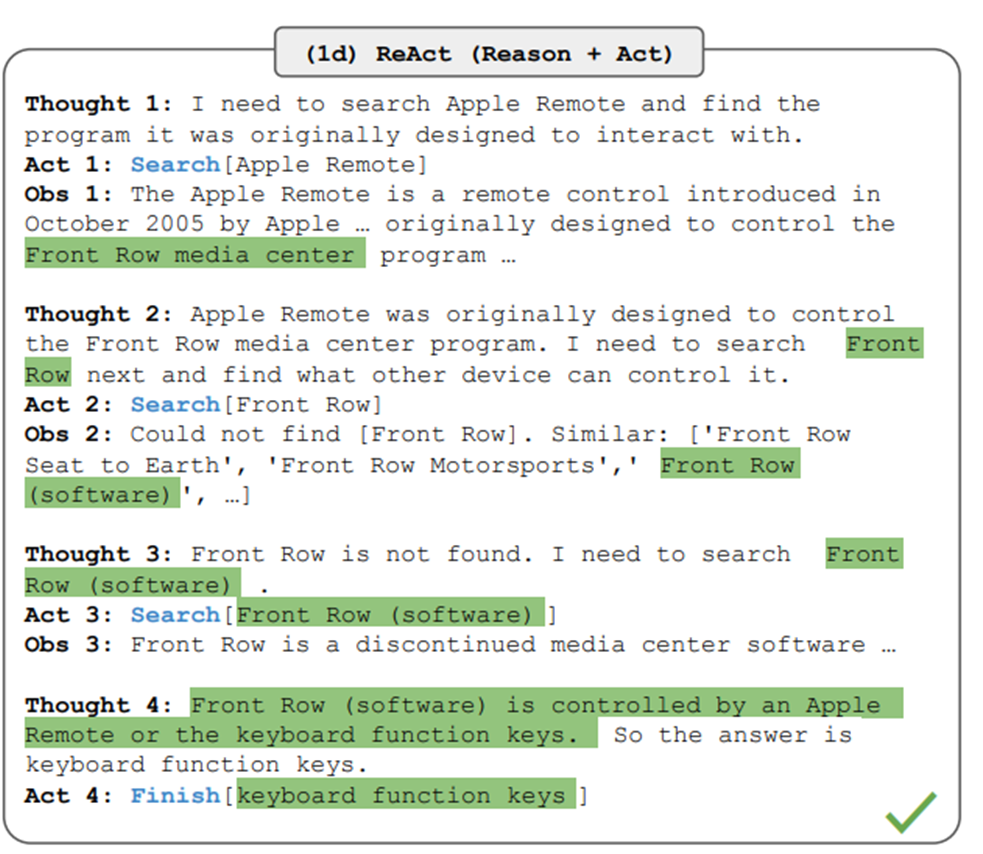 (1d) ReAct (Reason + Act)
Thought 1: I need to search Apple Remote and find the
program it was originally designed to interact with.
Act 1: Search[Apple Remote]
Obs 1: The Apple Remote is a remote control introduced in
October 2005 by Apple … originally designed to control the
Front Row media center program …
Thought 2: Apple Remote was originally designed to control
the Front Row media center program. I need to search Front
Row next and find what other device can control it.
Act 2: Search[Front Row]
Obs 2: Could not find [Front Row]. Similar: ['Front Row
Seat to Earth', 'Front Row Motorsports',' Front Row
(software)', …]
Thought 3: Front Row is not found. I need to search Front
Row (software) .
Act 3: Search[Front Row (software) ]
Obs 3: Front Row is a discontinued media center software …
Thought 4: Front Row (software) is controlled by an Apple
Remote or the keyboard function keys. So the answer is
keyboard function keys.
Act 4: Finish[keyboard function keys ]